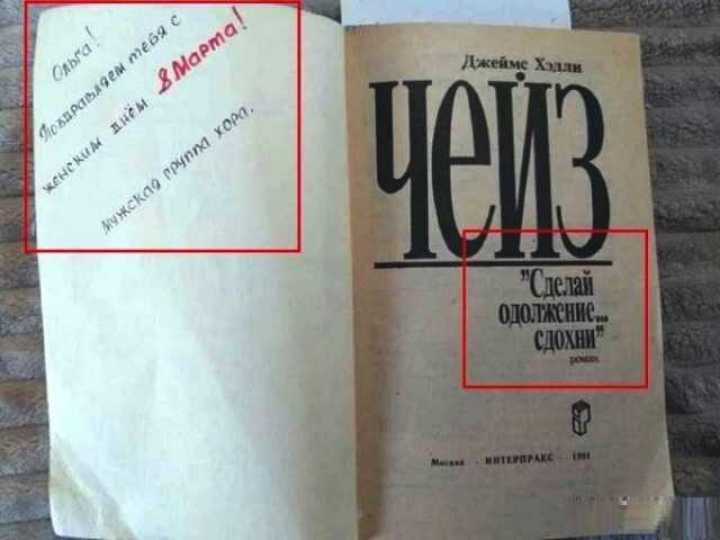 Ольга!
Поздравляем тебя с
женским днём 8 Марта!
мужская группа хора.
Джеймс Хэдли
Чейз
"Сделай
одолжение...
сдохни"
роман
Москва · ИНТЕРПРАКС · 1991